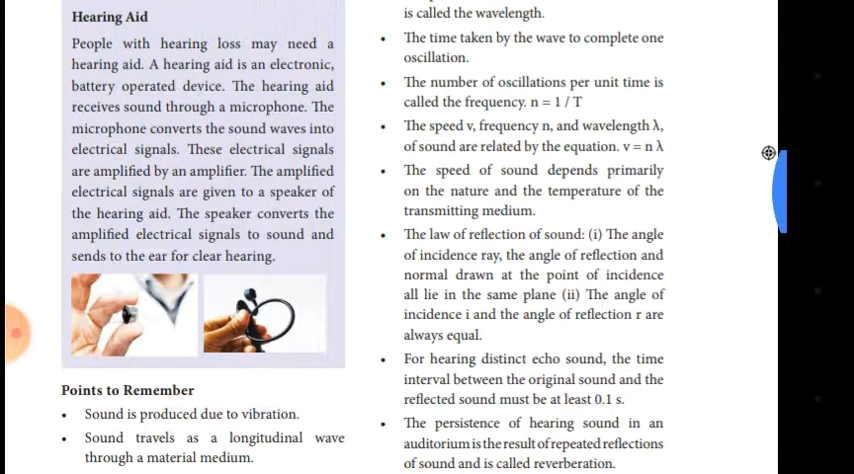 Hearing Aid
People with hearing loss may need a
hearing aid. A hearing aid is an electronic,
battery operated device. The hearing aid
receives sound through a microphone. The
microphone converts the sound waves into
electrical signals. These electrical signals
are amplified by an amplifier. The amplified
electrical signals are given to a speaker of
the hearing aid. The speaker converts the
amplified electrical signals to sound and
sends to the ear for clear hearing.
Points to Remember
• Sound is produced due to vibration.
• Sound travels as a longitudinal wave
through a material medium.
is called the wavelength.
• The time taken by the wave to complete one
oscillation.
• The number of oscillations per unit time is
called the frequency. n = 1 / T
• The speed v, frequency n, and wavelength λ,
of sound are related by the equation. v = n λ
• The speed of sound depends primarily
on the nature and the temperature of the
transmitting medium.
• The law of reflection of sound: (i) The angle
of incidence ray, the angle of reflection and
normal drawn at the point of incidence
all lie in the same plane (ii) The angle of
incidence i and the angle of reflection r are
always equal.
• For hearing distinct echo sound, the time
interval between the original sound and the
reflected sound must be at least 0.1 s.
• The persistence of hearing sound in an
auditorium is the result of repeated reflections
of sound and is called reverberation.